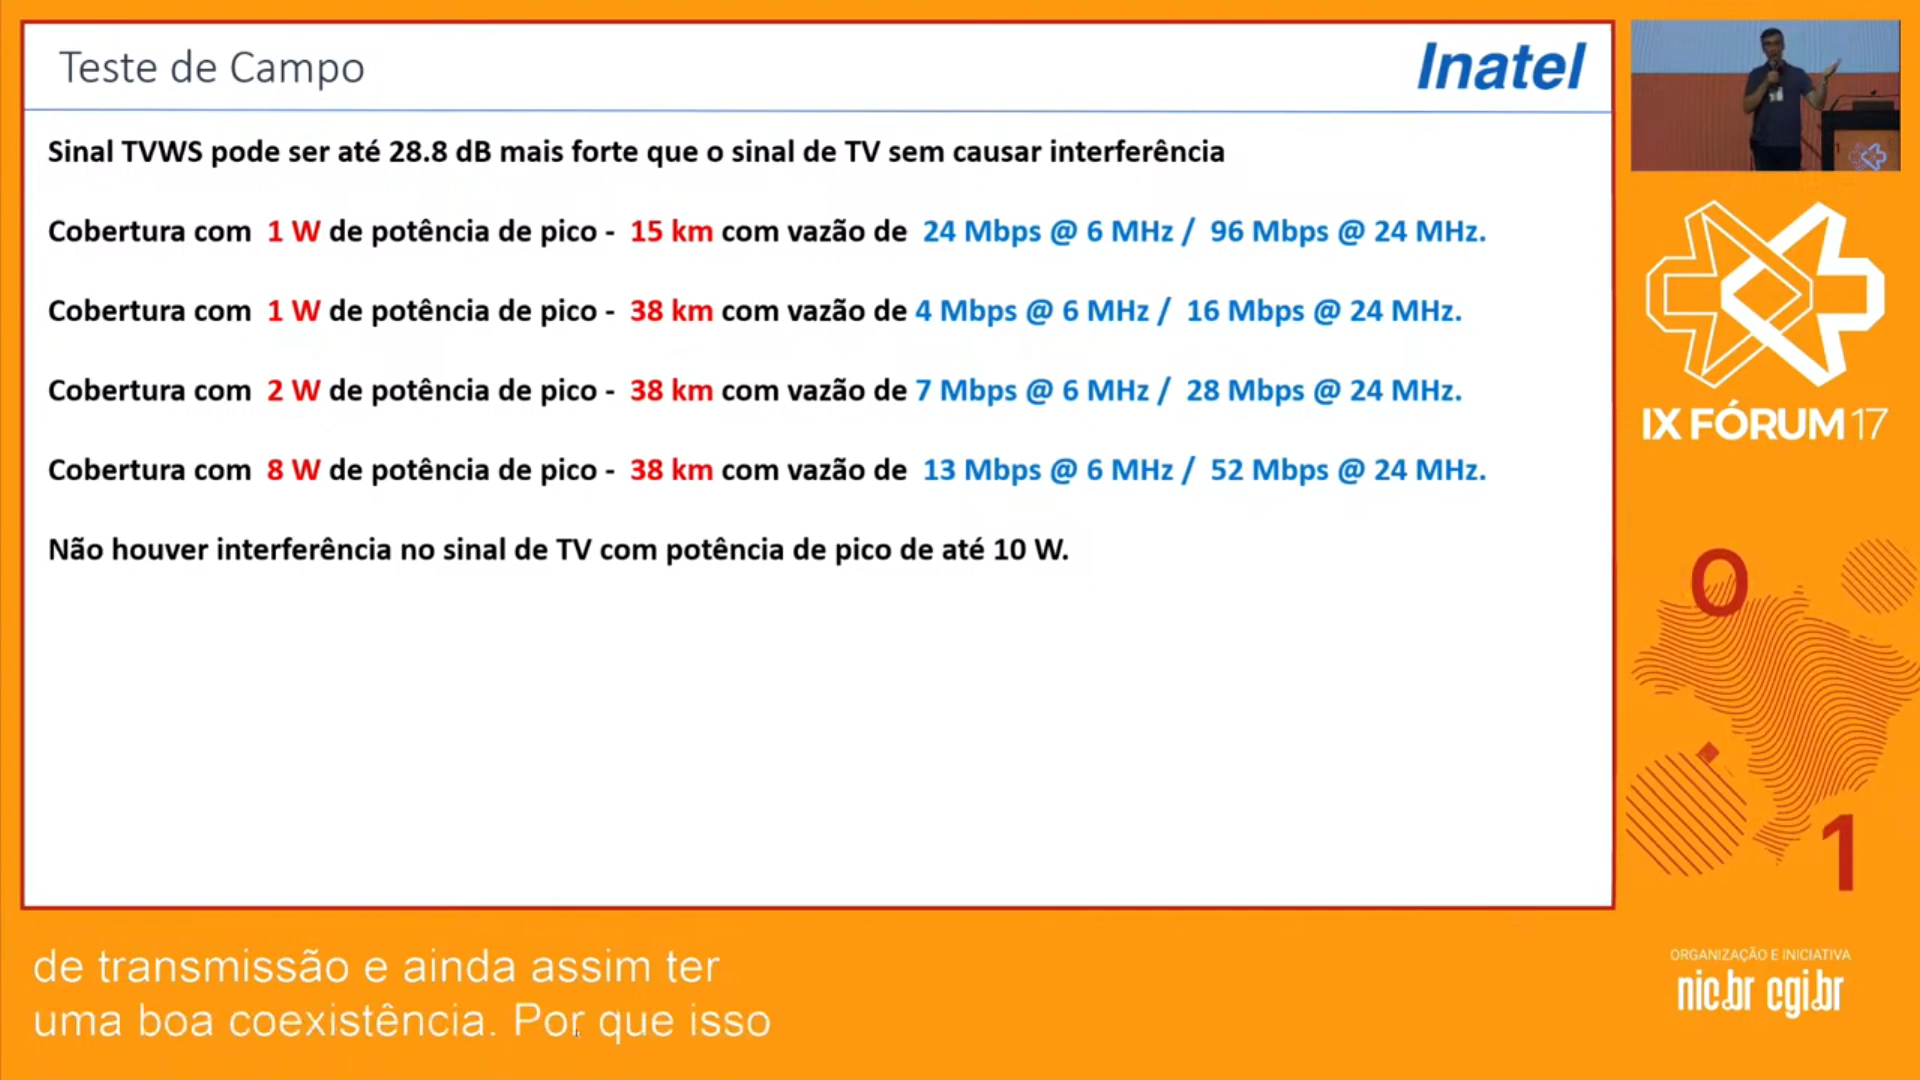 Teste de Campo
Inatel
Sinal TVWS pode ser até 28.8 dB mais forte que o sinal de TV sem causar interferência
Cobertura com 1 W de potência de pico - 15 km com vazão de 24 Mbps @ 6 MHz / 96 Mbps @ 24 MHz.
Cobertura com 1 W de potência de pico - 38 km com vazão de 4 Mbps @ 6 MHz / 16 Mbps @ 24 MHz.
Cobertura com 2 W de potência de pico - 38 km com vazão de 7 Mbps @ 6 MHz / 28 Mbps @ 24 MHz.
Cobertura com 8 W de potência de pico - 38 km com vazão de 13 Mbps @ 6 MHz / 52 Mbps @ 24 MHz.
Não houver interferência no sinal de TV com potência de pico de até 10 W.
IX FÓRUM 17
0
1
ORGANIZAÇÃO E INICIATIVA
nic.br cgi.br
de transmissão e ainda assim ter
uma boa coexistência. Por que isso